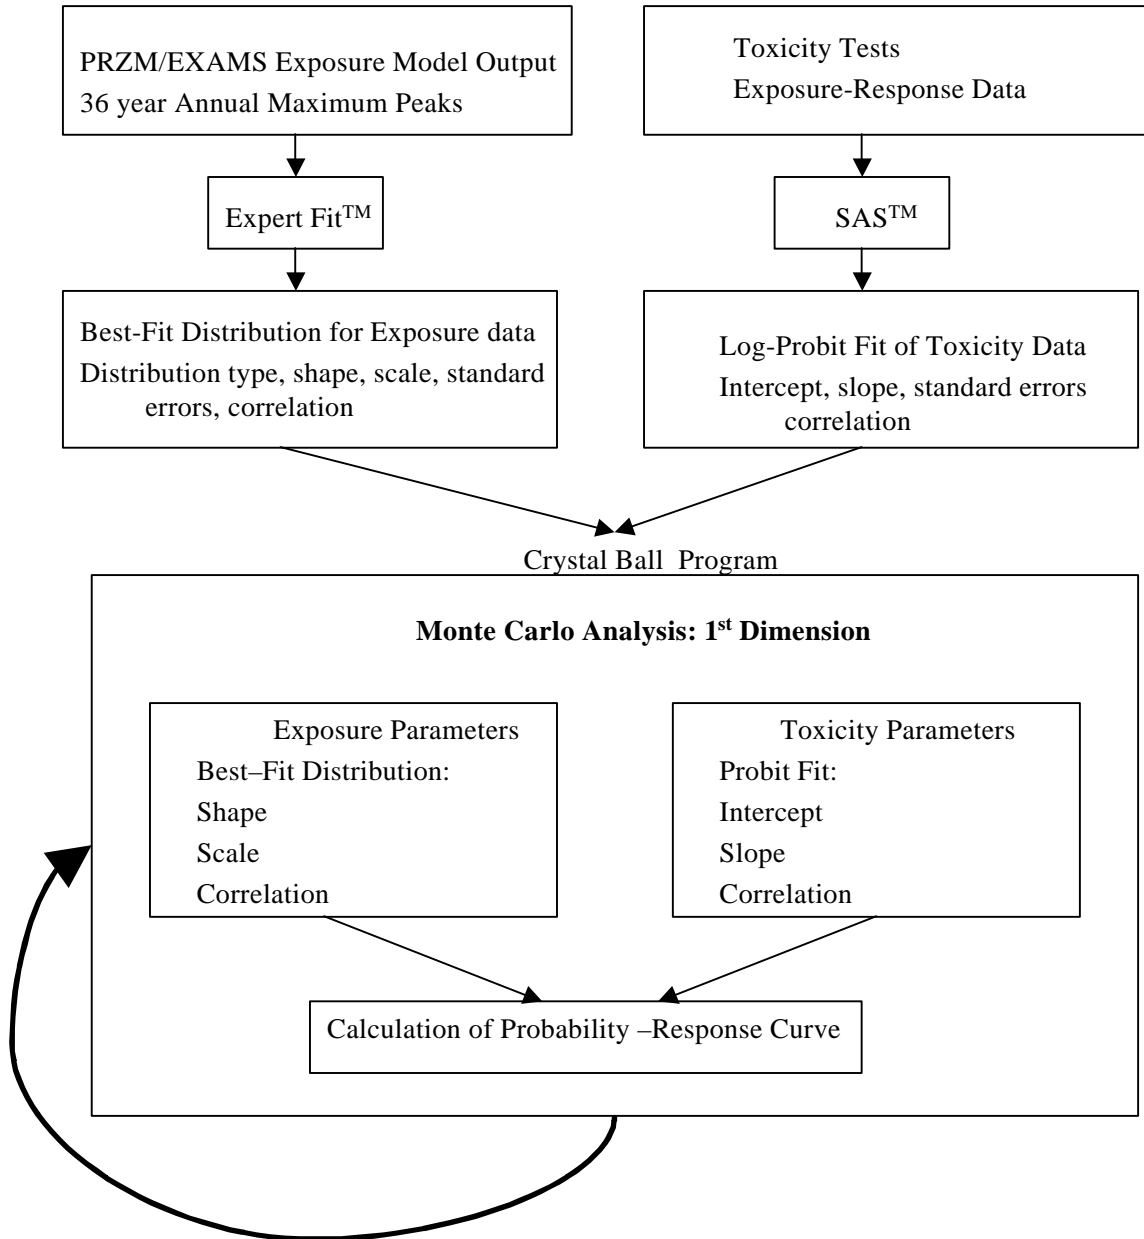 PRZM/EXAMS Exposure Model Output
36 year Annual Maximum Peaks
Toxicity Tests
Exposure-Response Data
Expert Fit™
SAS™
Best-Fit Distribution for Exposure data
Distribution type, shape, scale, standard
errors, correlation
Log-Probit Fit of Toxicity Data
Intercept, slope, standard errors
correlation
Crystal Ball Program
Monte Carlo Analysis: 1st Dimension
Exposure Parameters
Best–Fit Distribution:
Shape
Scale
Correlation
Toxicity Parameters
Probit Fit:
Intercept
Slope
Correlation
Calculation of Probability –Response Curve